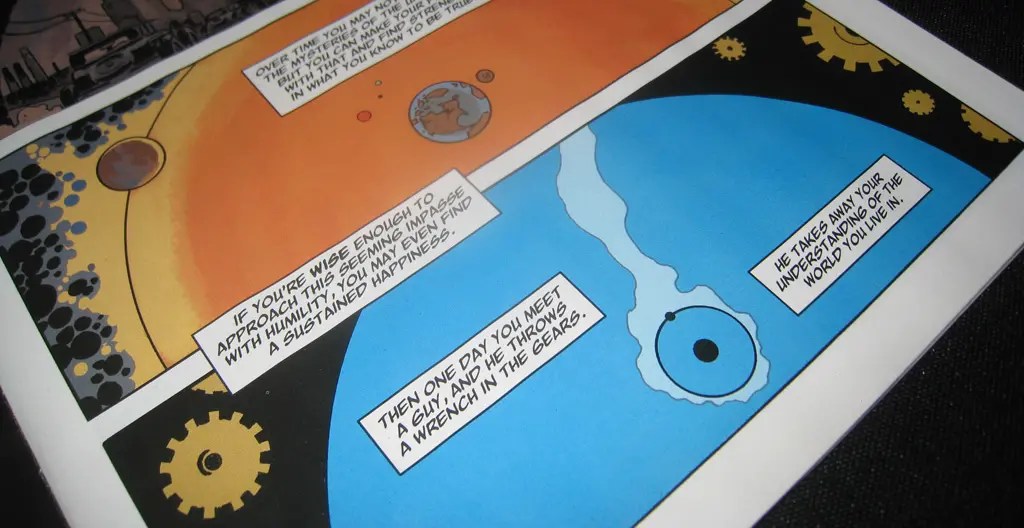 OVER TIME YOU MAY NOT
THE MYSTERIES OF THE
BUT YOU CAN MAKE YOUR PEACE
WITH THAT AND FIND STRENGTH
IN WHAT YOU KNOW TO BE TRUE.
IF YOU'RE WISE ENOUGH TO
APPROACH THIS SEEMING IMPASSE
WITH HUMILITY, YOU MAY EVEN FIND
A SUSTAINED HAPPINESS.
THEN ONE DAY YOU MEET
A GUY, AND HE THROWS
A WRENCH IN THE GEARS.
HE TAKES AWAY YOUR
UNDERSTANDING OF THE
WORLD YOU LIVE IN.